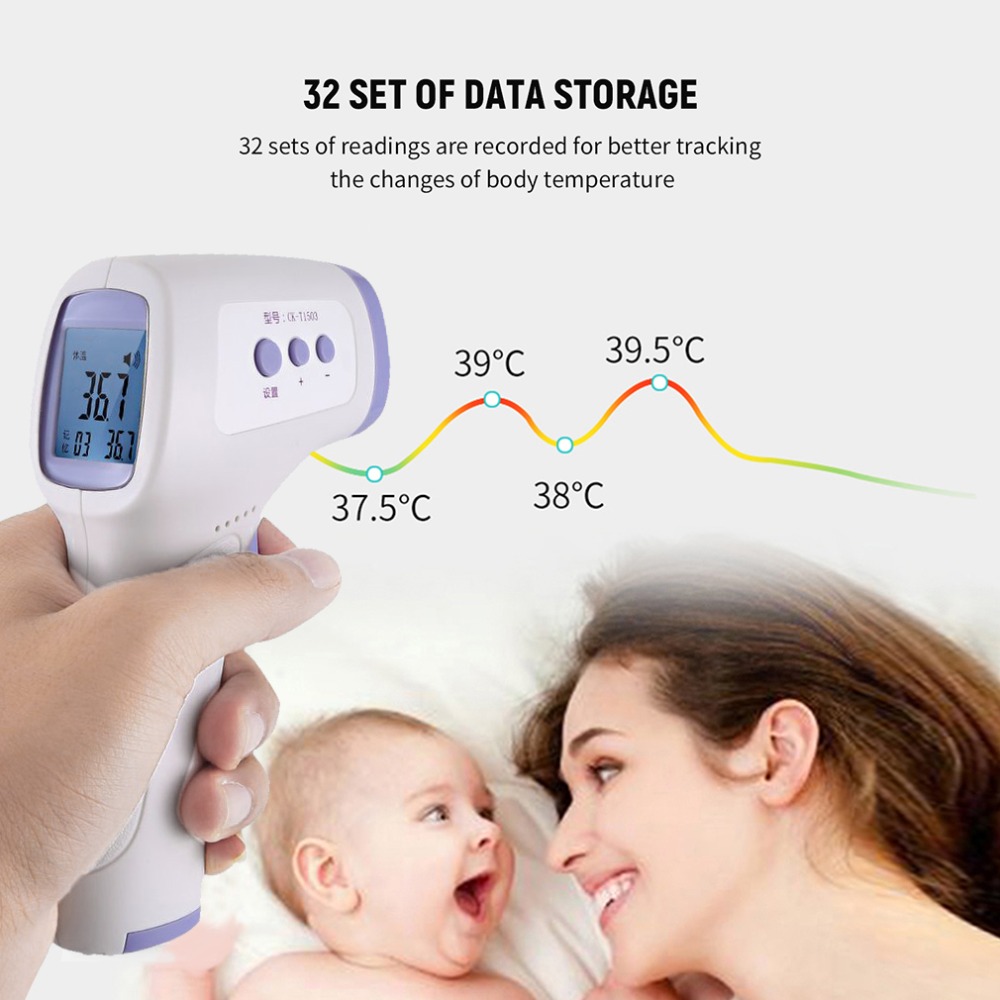 32 SET OF DATA STORAGE
32 sets of readings are recorded for better tracking
the changes of body temperature
型号：CK-T1503
设置
+
-
体温
36.7
记忆 03 36.7
39°C
39.5°C
37.5°C
38°C